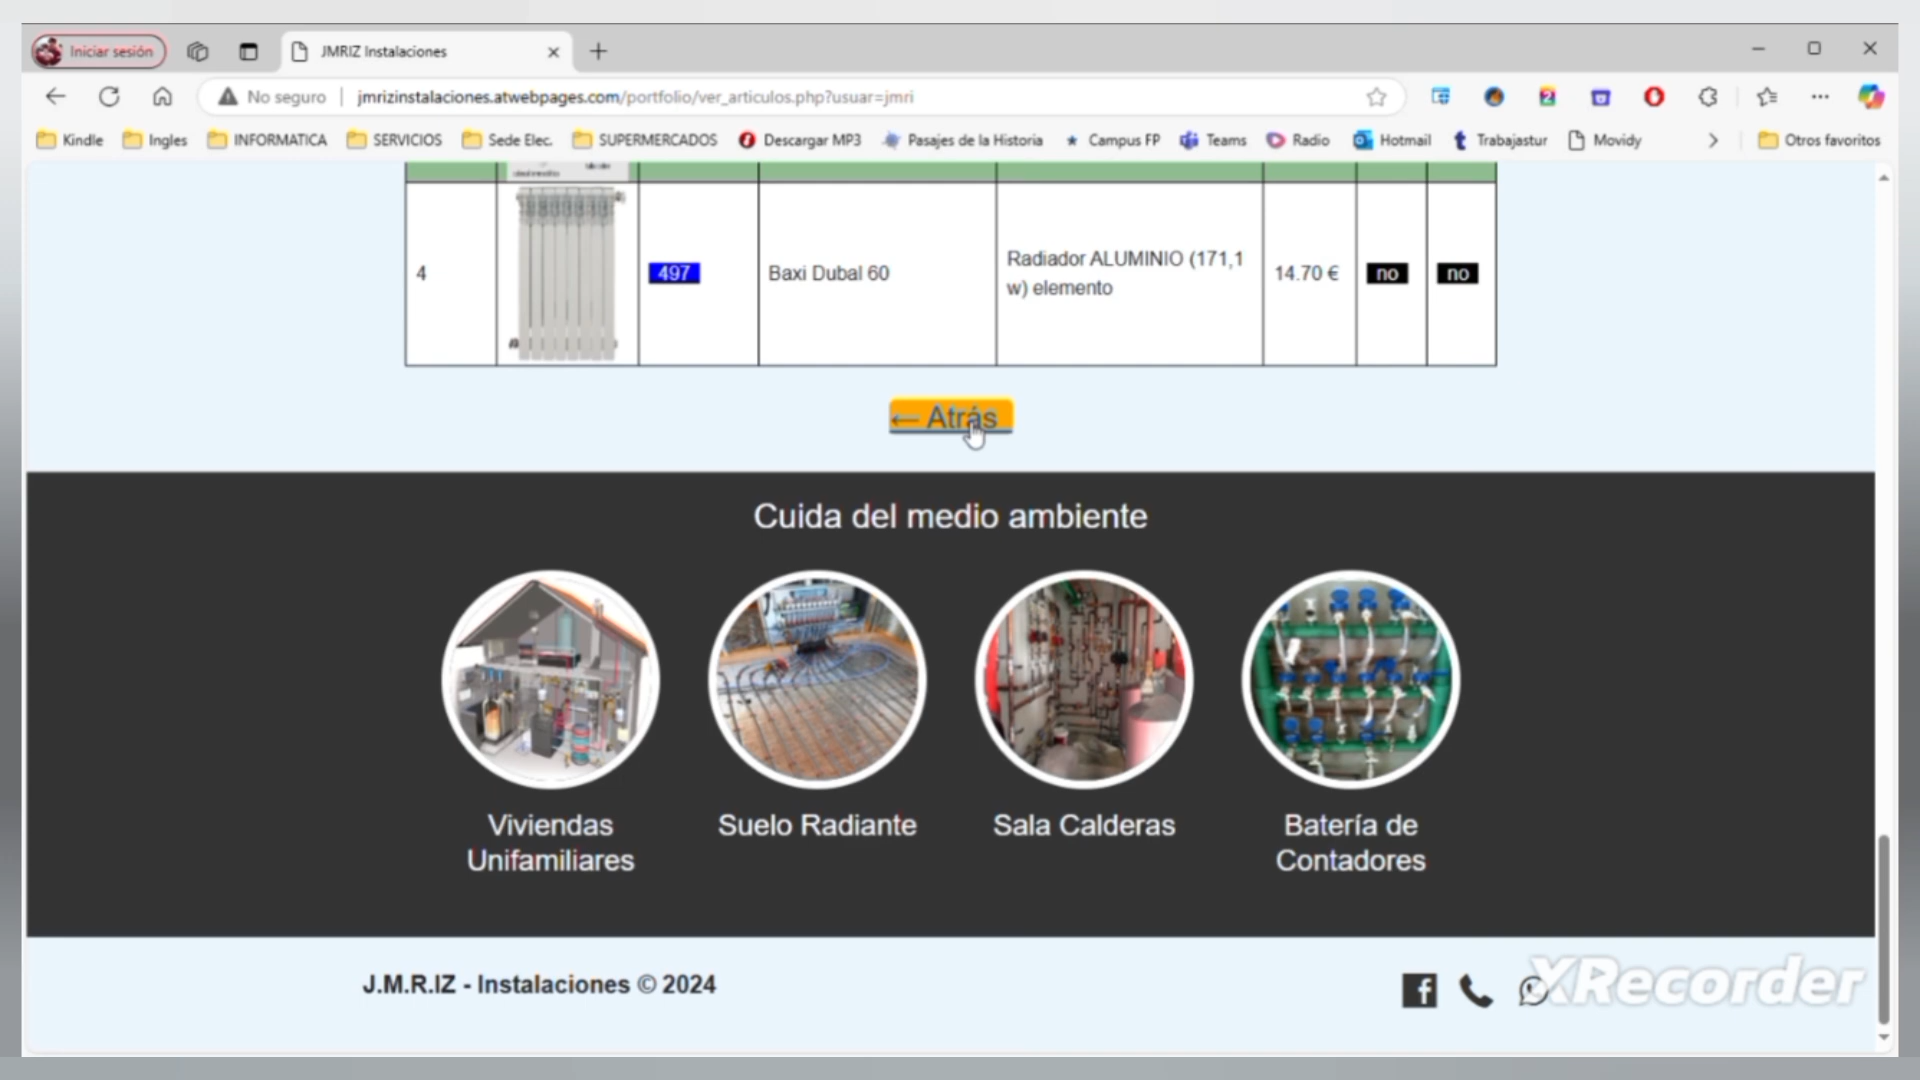 Iniciar sesión
JMRIZ Instalaciones
No seguro
jmrizinstalaciones.atwebpages.com/portfolio/ver_articulos.php?usuar=jmri
Kindle Ingles INFORMATICA SERVICIOS Sede Elec. SUPERMERCADOS Descargar MP3 Pasajes de la Historia Campus FP Teams Radio Hotmail Trabajastur Movidy Otros favoritos
4 497 Baxi Dubal 60 Radiador ALUMINIO (171,1 14.70 € no no
w) elemento
← Atrás
Cuida del medio ambiente
Viviendas Suelo Radiante Sala Calderas Batería de
Unifamiliares Contadores
J.M.R.IZ - Instalaciones © 2024
XRecorder